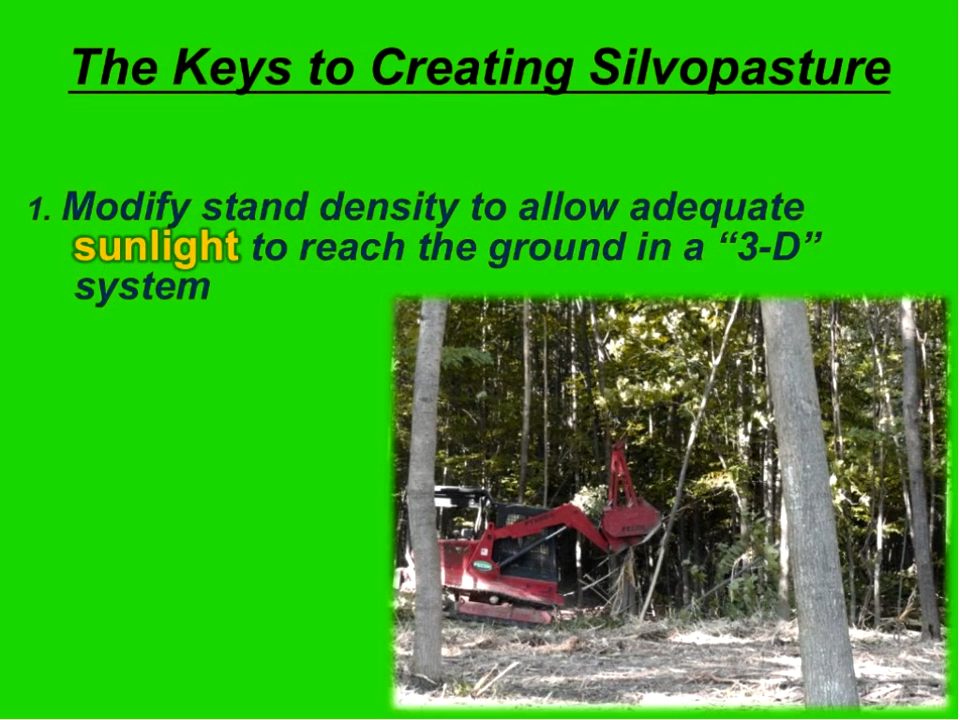 The Keys to Creating Silvopasture
1. Modify stand density to allow adequate
sunlight to reach the ground in a “3-D”
system